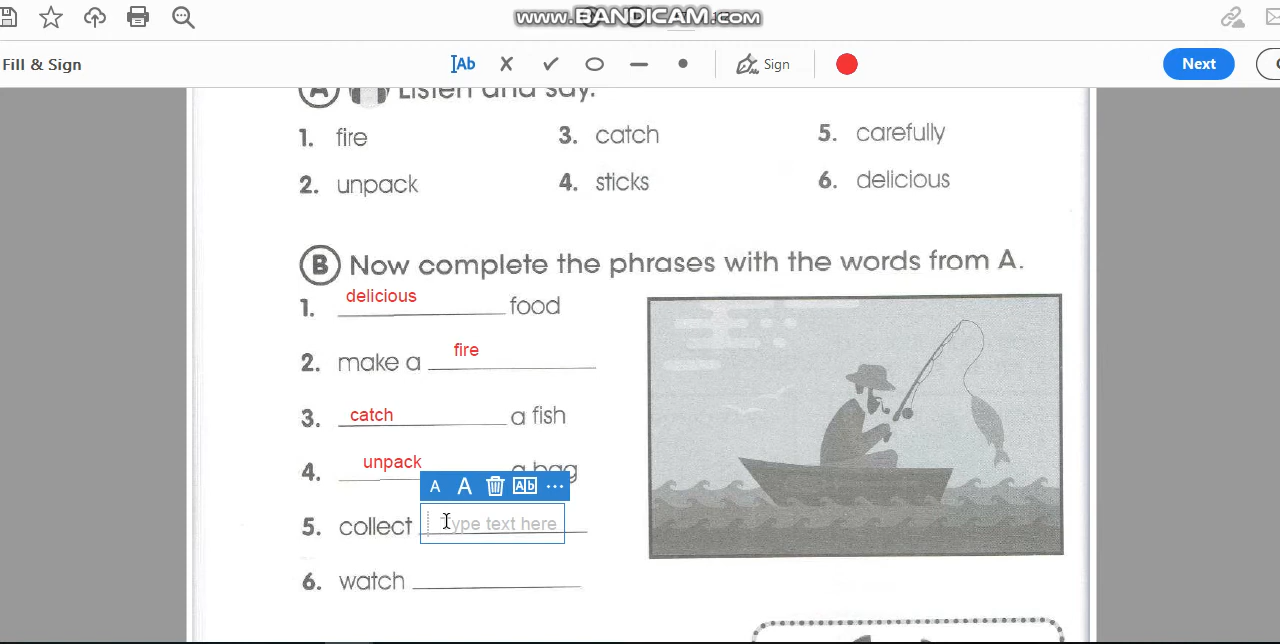 www.BANDICAM.com
Fill & Sign
Ab
Sign
Next
A Listen and say.
1. fire
3. catch
5. carefully
2. unpack
4. sticks
6. delicious
B Now complete the phrases with the words from A.
1. delicious food
2. make a fire
3. catch a fish
4. unpack a bag
A A Ab ...
5. collect Type text here
6. watch